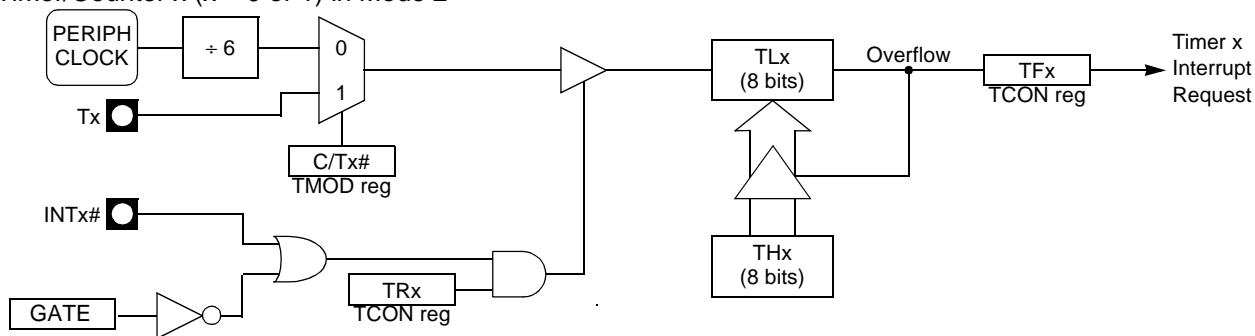 Timer/Counter x (x = 0 or 1) in Mode 2
PERIPH
CLOCK
÷ 6
0
1
Tx
C/Tx#
TMOD reg
INTx#
GATE
TRx
TCON reg
TLx
(8 bits)
Overflow
THx
(8 bits)
TFx
TCON reg
Timer x
Interrupt
Request